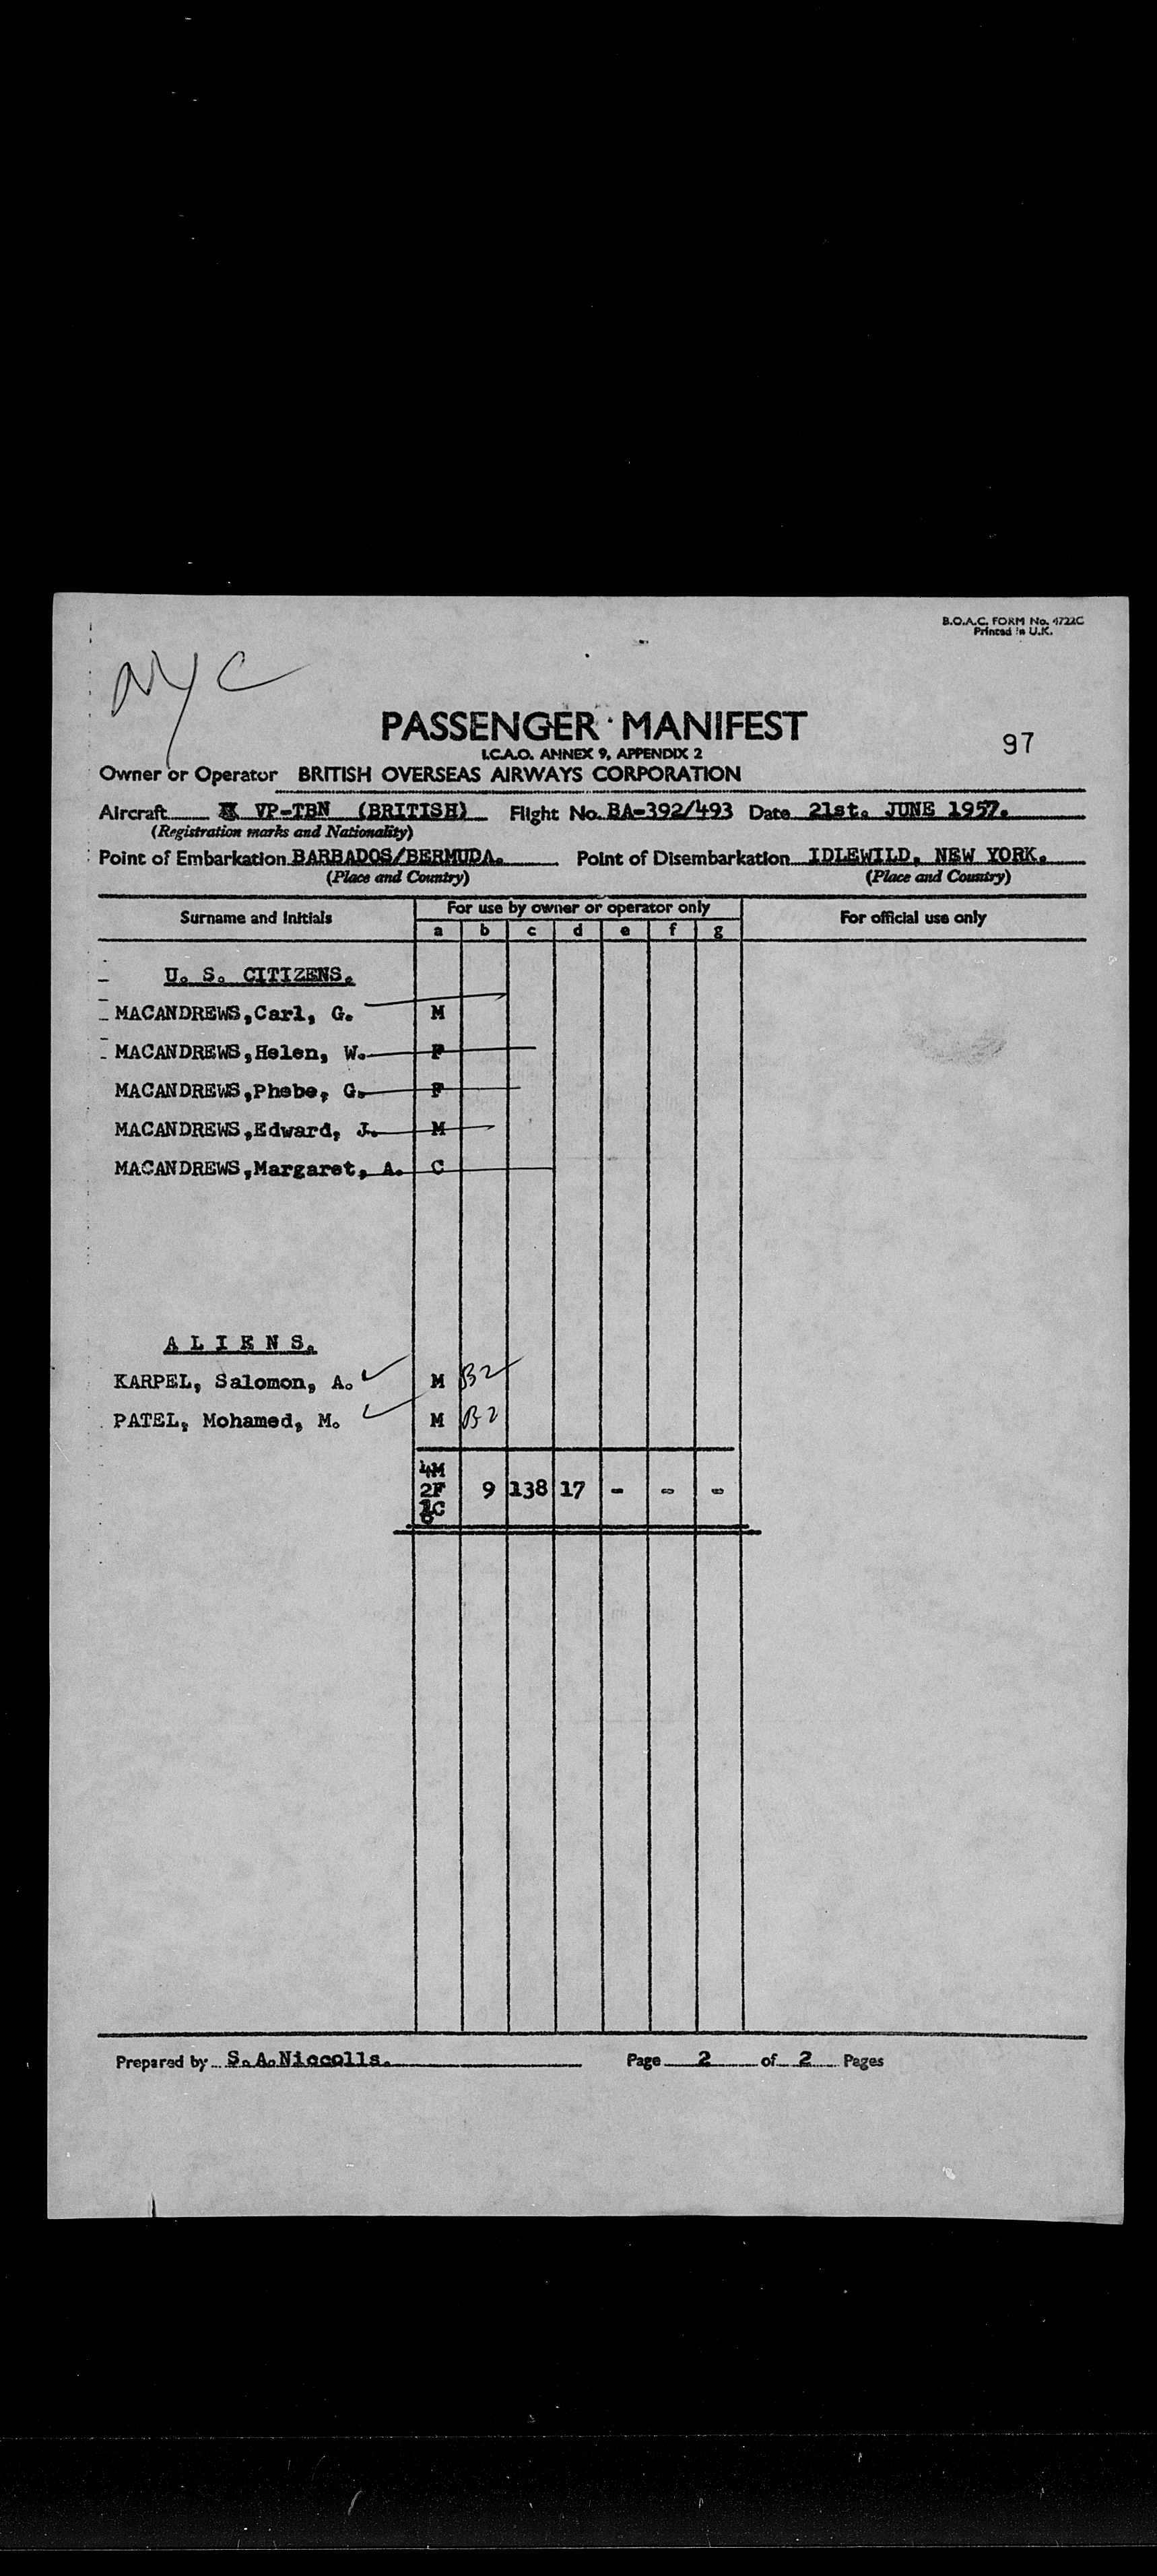 B.O.A.C. FORM No. 4722C
Printed in U.K.
NYC
PASSENGER MANIFEST
97
I.C.A.O. ANNEX 9, APPENDIX 2
Owner or Operator BRITISH OVERSEAS AIRWAYS CORPORATION
Aircraft VP-TBN (BRITISH) Flight No. BA-392/493 Date 21st. JUNE 1957.
(Registration marks and Nationality)
Point of Embarkation BARBADOS/BERMUDA. Point of Disembarkation IDLEWILD, NEW YORK.
(Place and Country) (Place and Country)
Surname and Initials For use by owner or operator only For official use only
a b c d e f g
U. S. CITIZENS.
MACANDREWS,Carl, G. M
MACANDREWS,Helen, W. F
MACANDREWS,Phebe, G. F
MACANDREWS,Edward, J. M
MACANDREWS,Margaret, A. C
A L I E N S.
KARPEL, Salomon, A. M B2
PATEL, Mohamed, M. M B2
4M
2F 9 138 17 - - -
1C
Prepared by S.A.Niccolls. Page 2 of 2 Pages